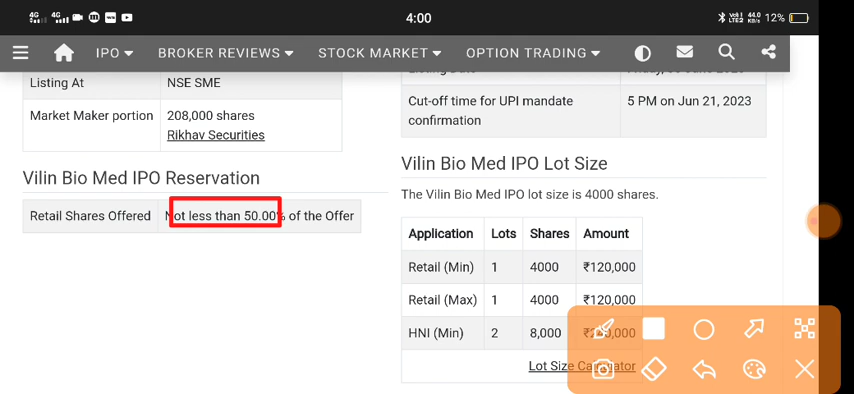 4G 4G 4:00 12%
IPO BROKER REVIEWS STOCK MARKET OPTION TRADING
Listing At NSE SME
Market Maker portion 208,000 shares
Rikhav Securities
Vilin Bio Med IPO Reservation
Retail Shares Offered Not less than 50.00% of the Offer
Cut-off time for UPI mandate confirmation 5 PM on Jun 21, 2023
Vilin Bio Med IPO Lot Size
The Vilin Bio Med IPO lot size is 4000 shares.
Application Lots Shares Amount
Retail (Min) 1 4000 ₹120,000
Retail (Max) 1 4000 ₹120,000
HNI (Min) 2 8,000 ₹240,000
Lot Size Calculator